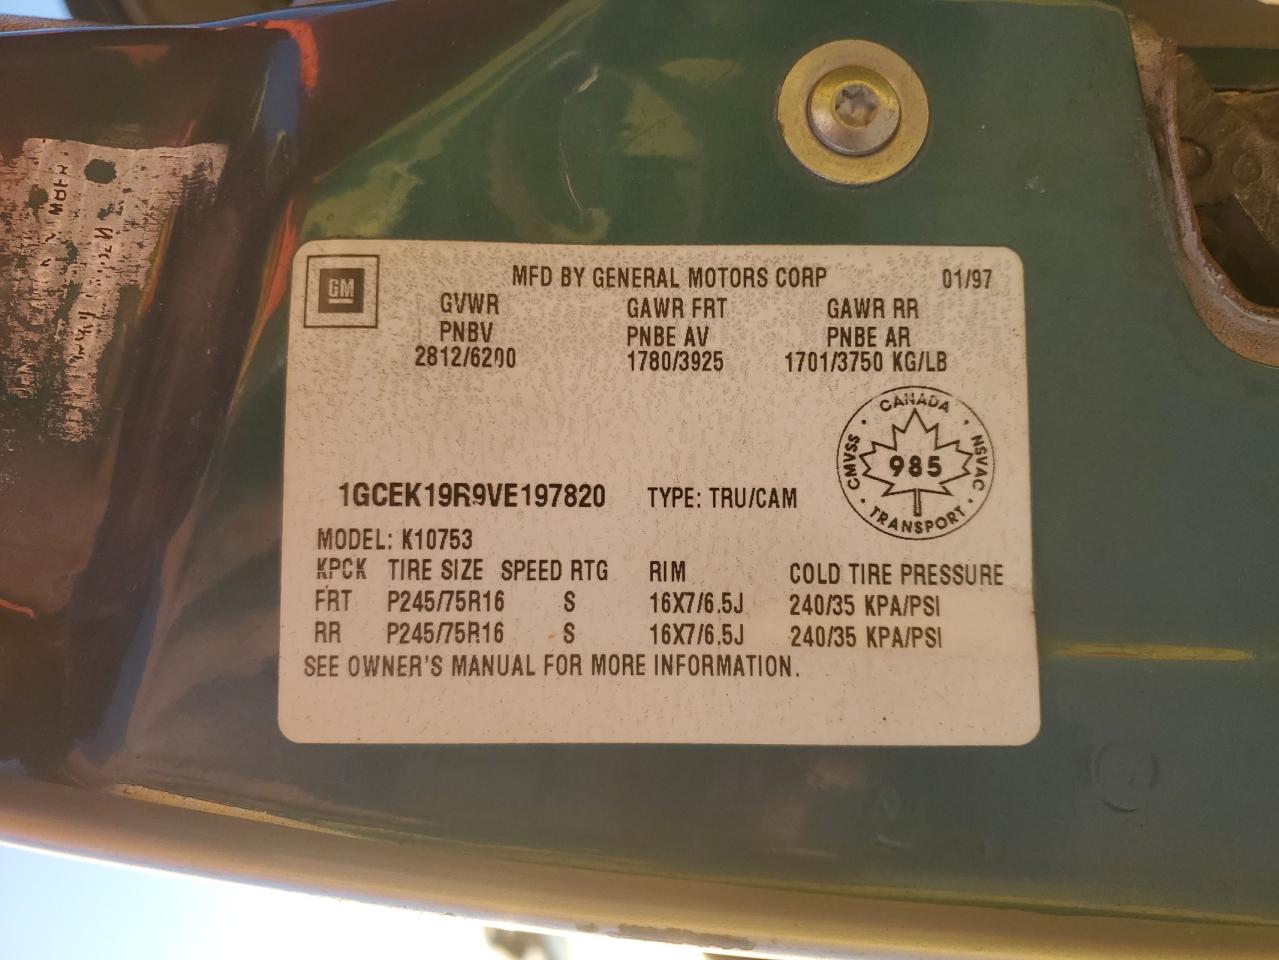 GM
MFD BY GENERAL MOTORS CORP 01/97
GVWR GAWR FRT GAWR RR
PNBV PNBE AV PNBE AR
2812/6200 1780/3925 1701/3750 KG/LB
CANADA
CMVSS 985 NSVAC
TRANSPORT
1GCEK19R9VE197820 TYPE: TRU/CAM
MODEL: K10753
KPCK TIRE SIZE SPEED RTG RIM COLD TIRE PRESSURE
FRT P245/75R16 S 16X7/6.5J 240/35 KPA/PSI
RR P245/75R16 S 16X7/6.5J 240/35 KPA/PSI
SEE OWNER'S MANUAL FOR MORE INFORMATION.